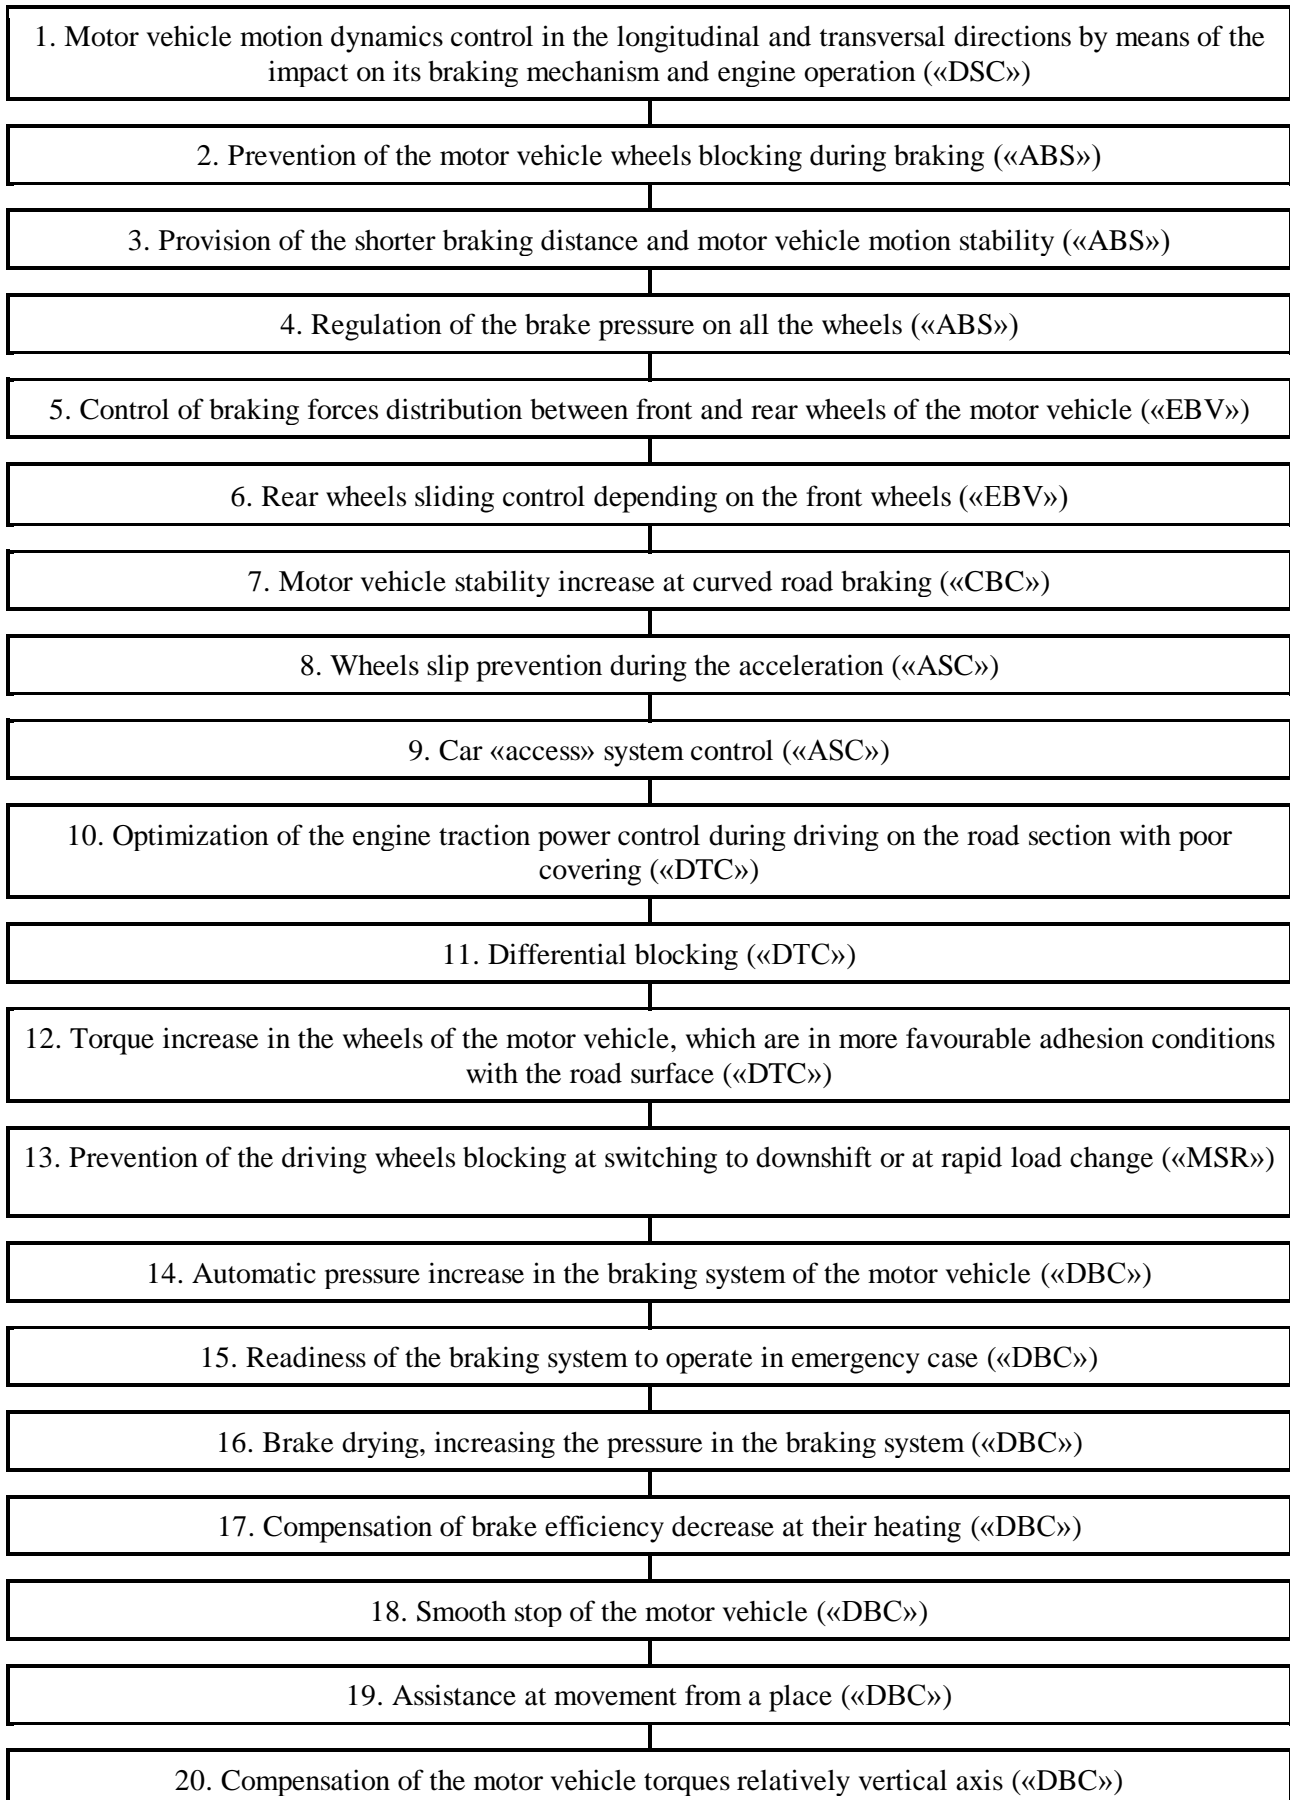 1. Motor vehicle motion dynamics control in the longitudinal and transversal directions by means of the
impact on its braking mechanism and engine operation («DSC»)
2. Prevention of the motor vehicle wheels blocking during braking («ABS»)
3. Provision of the shorter braking distance and motor vehicle motion stability («ABS»)
4. Regulation of the brake pressure on all the wheels («ABS»)
5. Control of braking forces distribution between front and rear wheels of the motor vehicle («EBV»)
6. Rear wheels sliding control depending on the front wheels («EBV»)
7. Motor vehicle stability increase at curved road braking («CBC»)
8. Wheels slip prevention during the acceleration («ASC»)
9. Car «access» system control («ASC»)
10. Optimization of the engine traction power control during driving on the road section with poor
covering («DTC»)
11. Differential blocking («DTC»)
12. Torque increase in the wheels of the motor vehicle, which are in more favourable adhesion conditions
with the road surface («DTC»)
13. Prevention of the driving wheels blocking at switching to downshift or at rapid load change («MSR»)
14. Automatic pressure increase in the braking system of the motor vehicle («DBC»)
15. Readiness of the braking system to operate in emergency case («DBC»)
16. Brake drying, increasing the pressure in the braking system («DBC»)
17. Compensation of brake efficiency decrease at their heating («DBC»)
18. Smooth stop of the motor vehicle («DBC»)
19. Assistance at movement from a place («DBC»)
20. Compensation of the motor vehicle torques relatively vertical axis («DBC»)